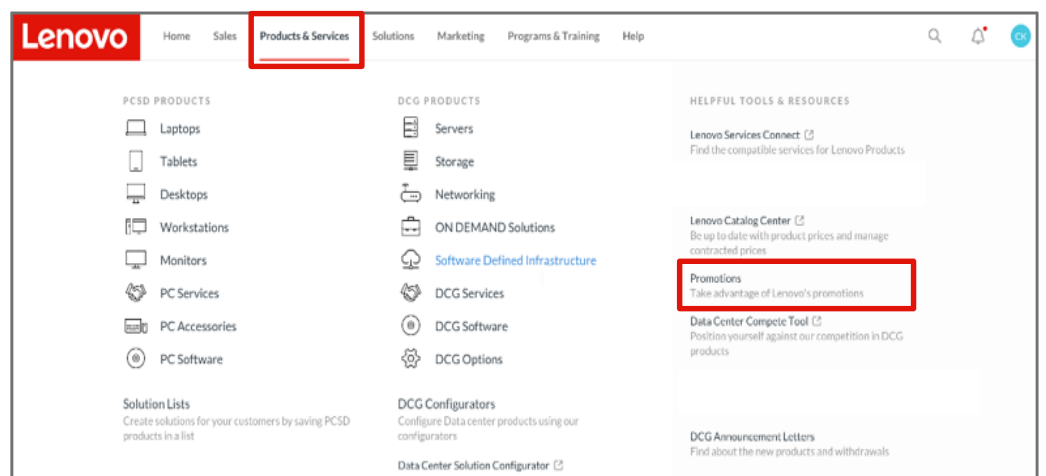 Lenovo
Home Sales Products & Services Solutions Marketing Programs & Training Help
CK
PCSD PRODUCTS
Laptops
Tablets
Desktops
Workstations
Monitors
PC Services
PC Accessories
PC Software
Solution Lists
Create solutions for your customers by saving PCSD
products in a list
DCG PRODUCTS
Servers
Storage
Networking
ON DEMAND Solutions
Software Defined Infrastructure
DCG Services
DCG Software
DCG Options
DCG Configurators
Configure Data center products using our
configurators
Data Center Solution Configurator
HELPFUL TOOLS & RESOURCES
Lenovo Services Connect
Find the compatible services for Lenovo Products
Lenovo Catalog Center
Be up to date with product prices and manage
contracted prices
Promotions
Take advantage of Lenovo's promotions
Data Center Compete Tool
Position yourself against our competition in DCG
products
DCG Announcement Letters
Find about the new products and withdrawals